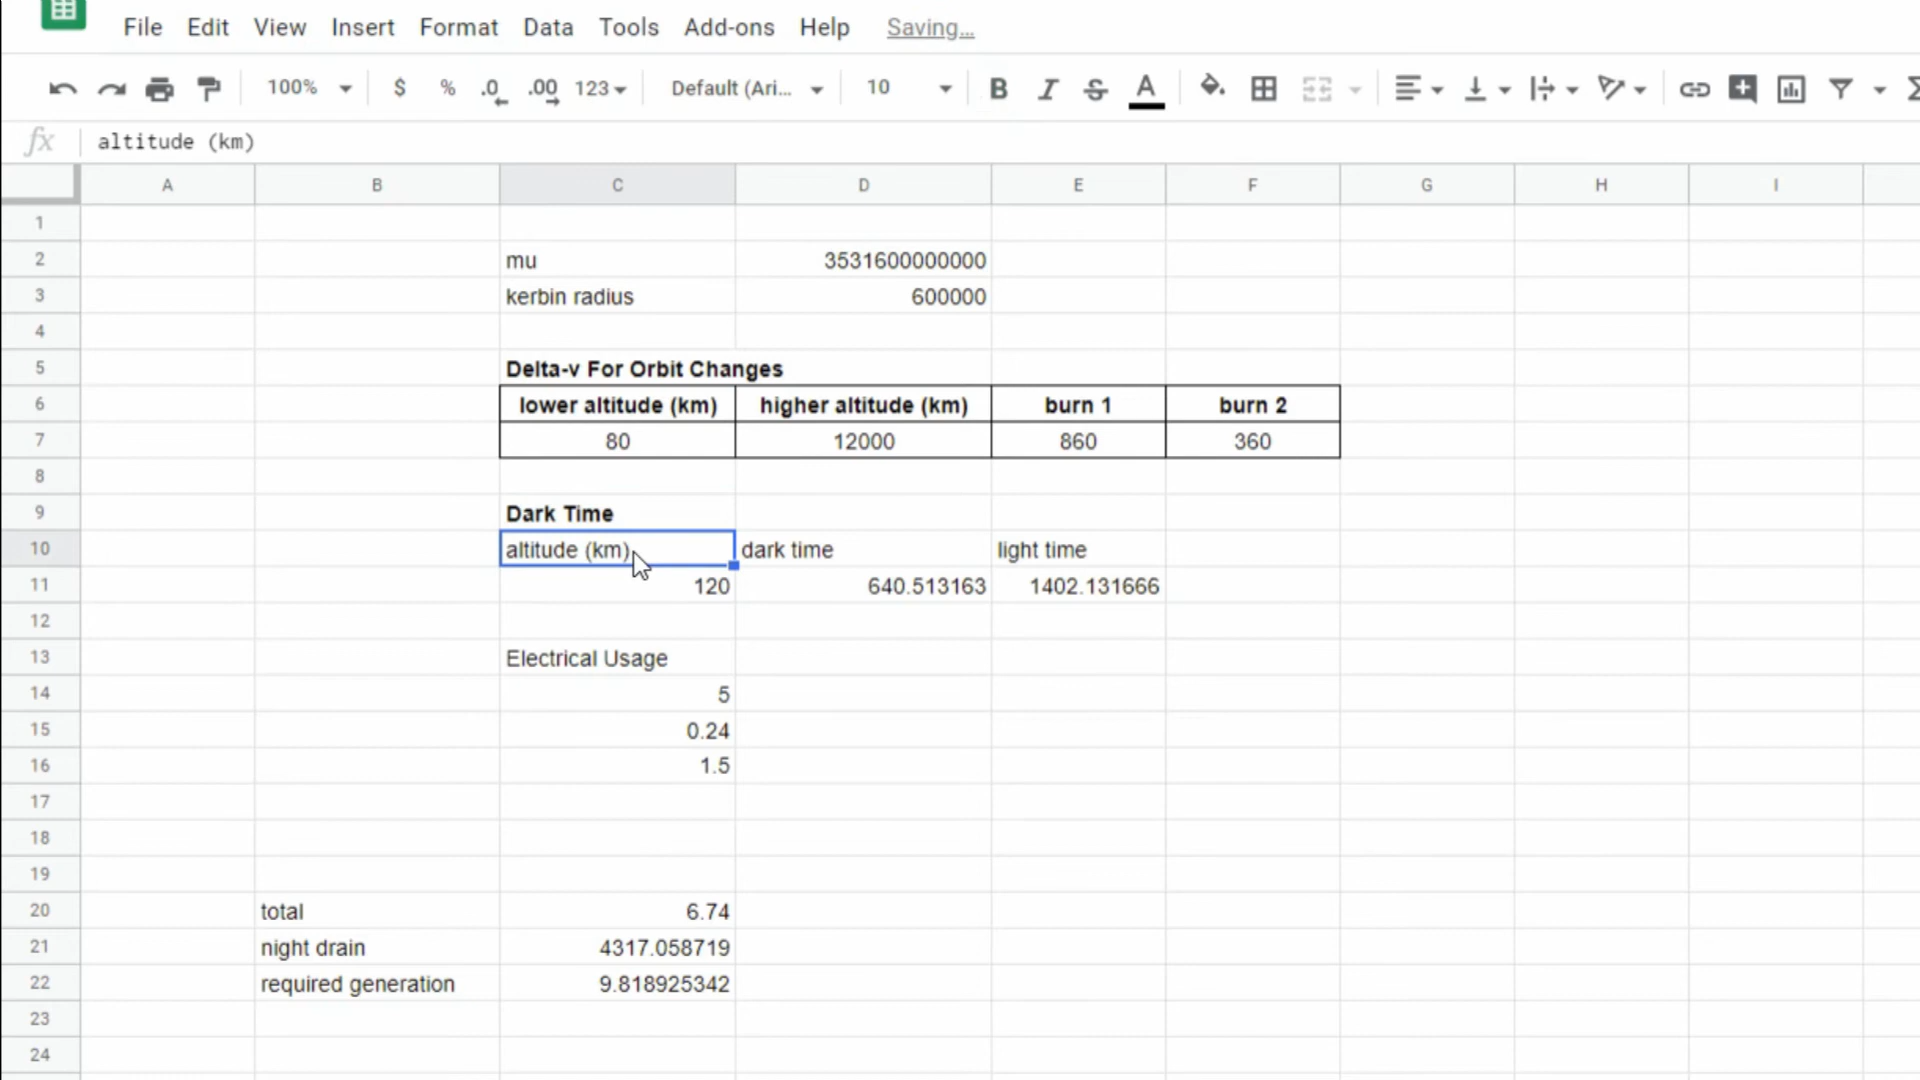 File Edit View Insert Format Data Tools Add-ons Help Saving...
100% $ % .0 .00 123 Default (Ari... 10 B I S A
fx altitude (km)
A B C D E F G H I
1
2 mu 3531600000000
3 kerbin radius 600000
4
5 Delta-v For Orbit Changes
6 lower altitude (km) higher altitude (km) burn 1 burn 2
7 80 12000 860 360
8
9 Dark Time
10 altitude (km) dark time light time
11 120 640.513163 1402.131666
12
13 Electrical Usage
14 5
15 0.24
16 1.5
17
18
19
20 total 6.74
21 night drain 4317.058719
22 required generation 9.818925342
23
24